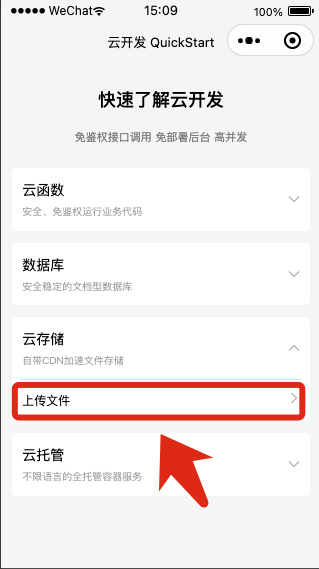 WeChat 15:09 100%
云开发 QuickStart
快速了解云开发
免鉴权接口调用 免部署后台 高并发
云函数
安全、免鉴权运行业务代码
数据库
安全稳定的文档型数据库
云存储
自带CDN加速文件存储
上传文件
云托管
不限语言的全托管容器服务